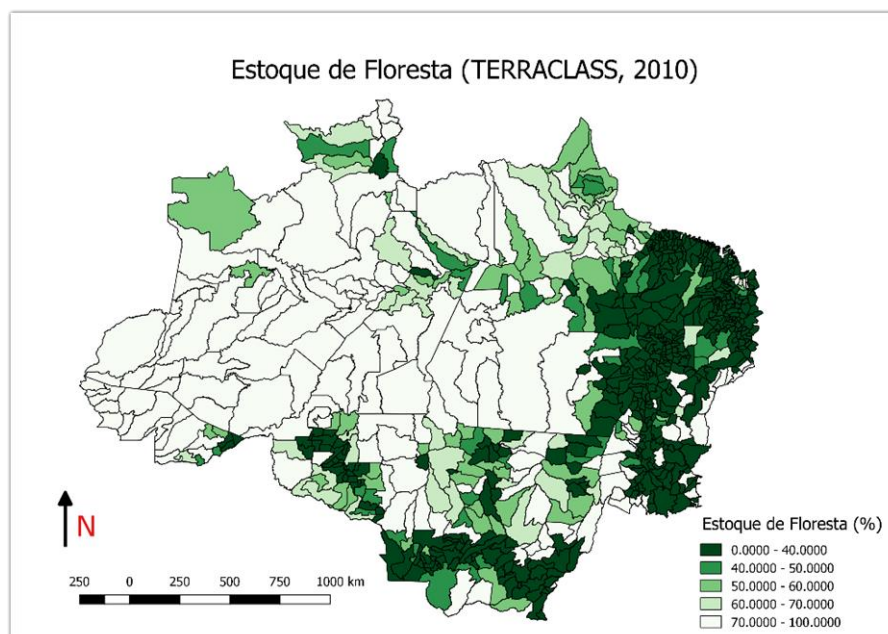 Estoque de Floresta (TERRACLASS, 2010)
N
250 0 250 500 750 1000 km
Estoque de Floresta (%)
0.0000 - 40.0000
40.0000 - 50.0000
50.0000 - 60.0000
60.0000 - 70.0000
70.0000 - 100.0000